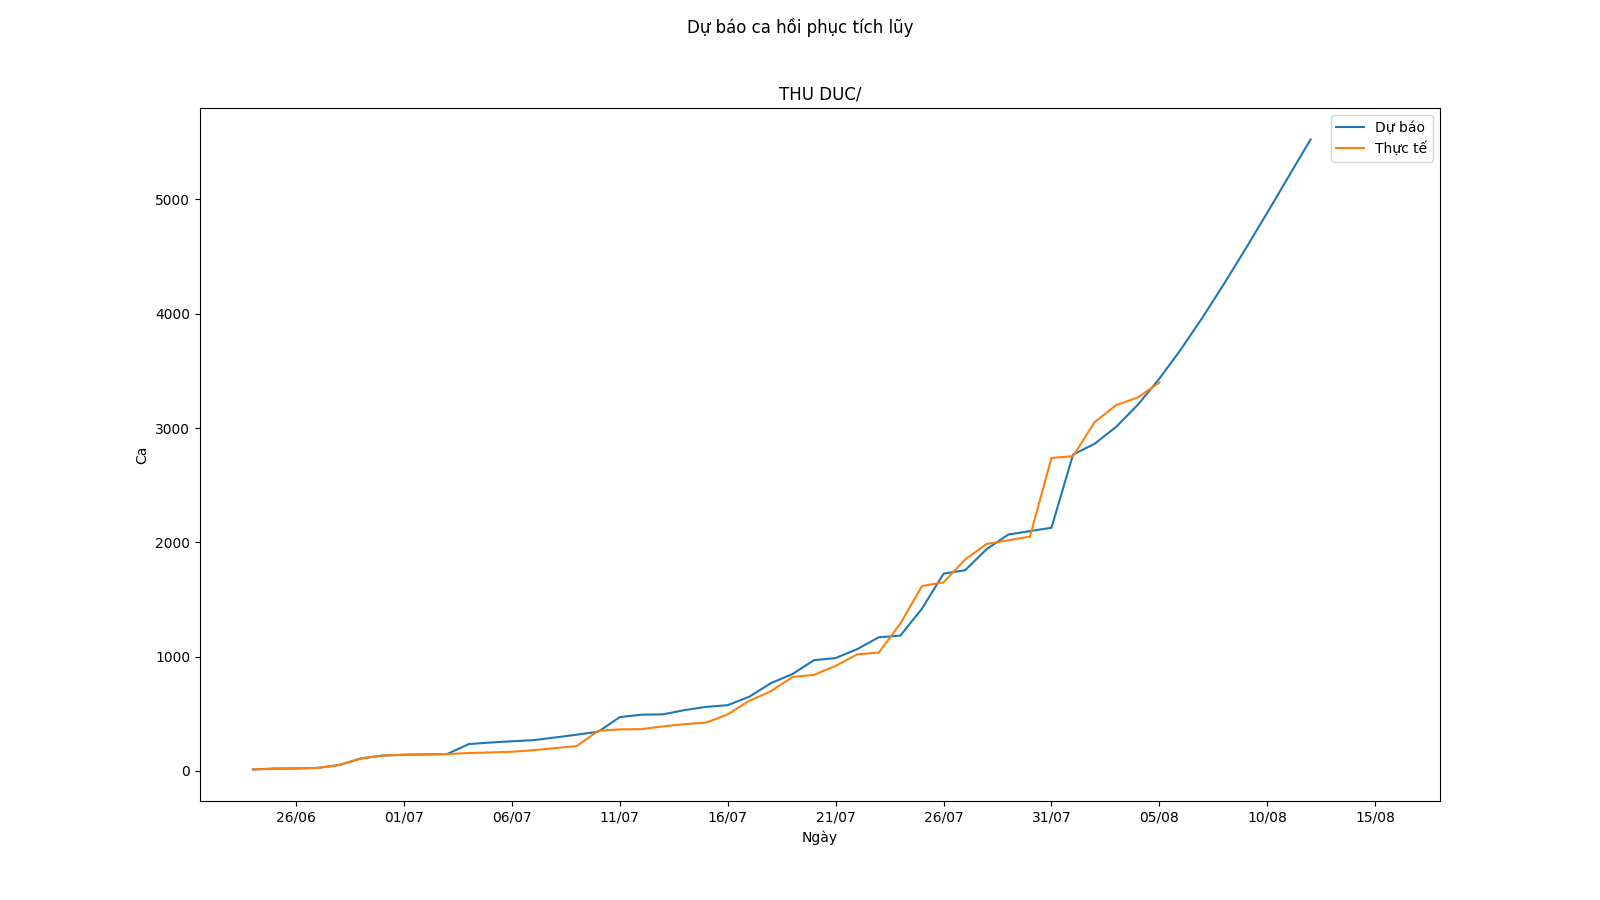 Dự báo ca hồi phục tích lũy
THU DUC/
Dự báo
Thực tế
5000
4000
3000
2000
1000
0
Ca
26/06 01/07 06/07 11/07 16/07 21/07 26/07 31/07 05/08 10/08 15/08
Ngày